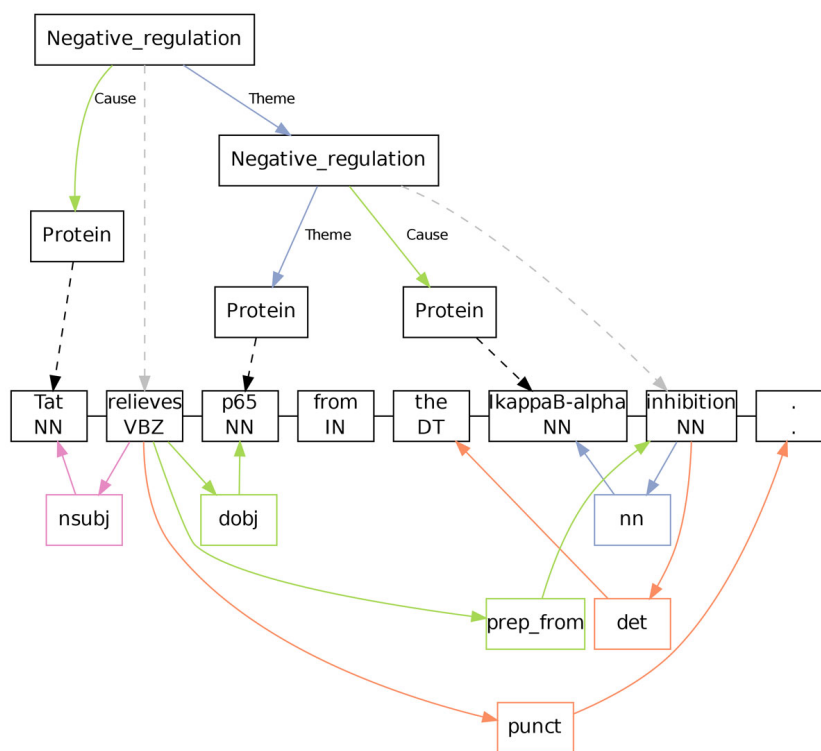 Negative_regulation
Cause
Theme
Negative_regulation
Protein
Theme
Cause
Protein
Protein
Tat relieves p65 from the IkappaB-alpha inhibition .
NN VBZ NN IN DT NN NN .
nsubj dobj nn
prep_from det
punct